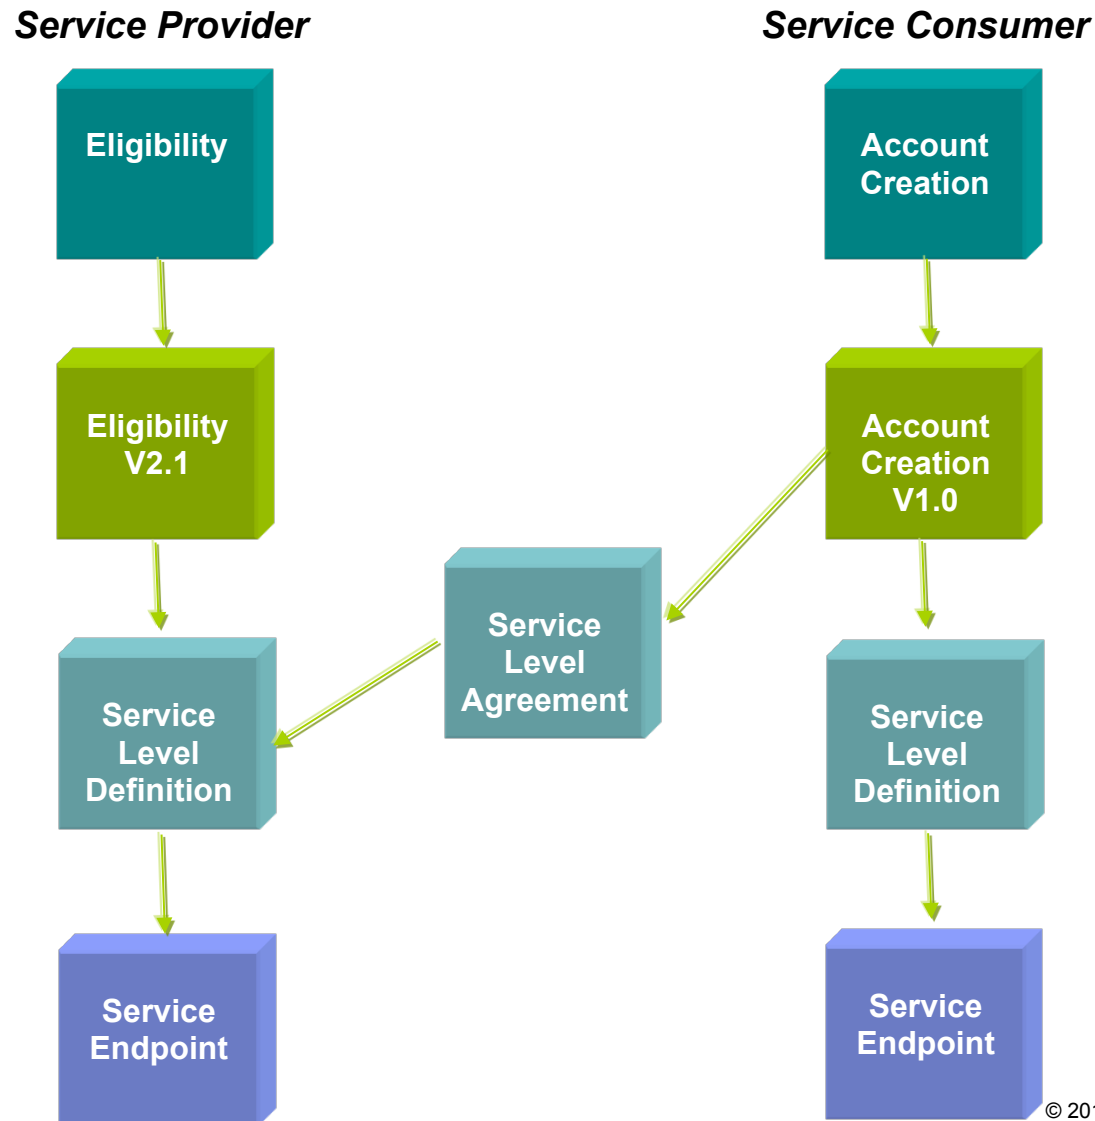 Service Provider
Service Consumer
Eligibility
Account
Creation
Eligibility
V2.1
Account
Creation
V1.0
Service
Level
Agreement
Service
Level
Definition
Service
Level
Definition
Service
Endpoint
Service
Endpoint
©